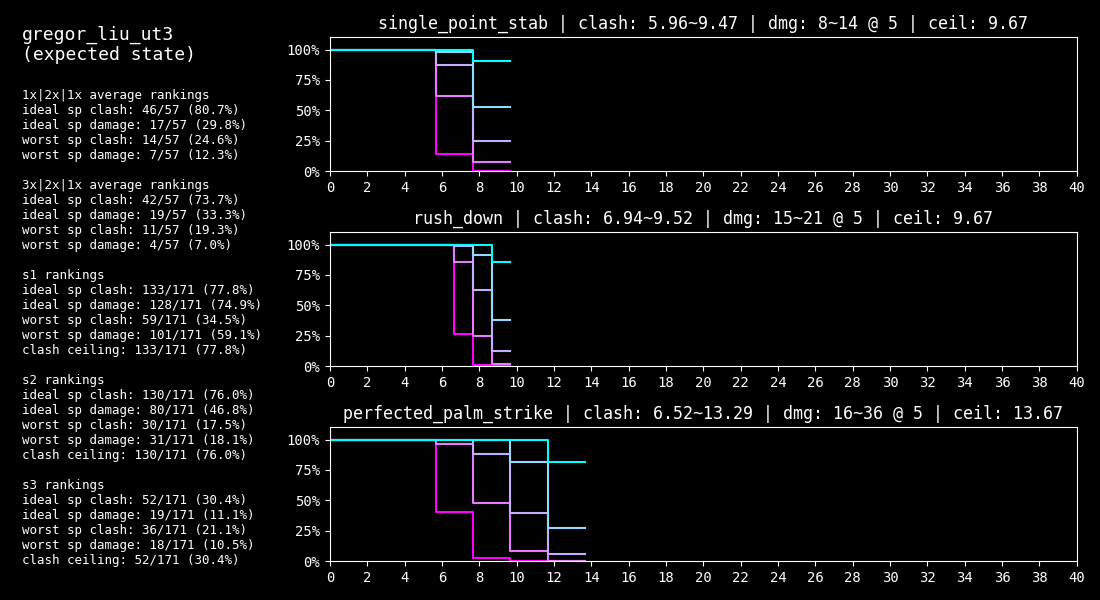 gregor_liu_ut3
(expected state)
1x|2x|1x average rankings
ideal sp clash: 46/57 (80.7%)
ideal sp damage: 17/57 (29.8%)
worst sp clash: 14/57 (24.6%)
worst sp damage: 7/57 (12.3%)
3x|2x|1x average rankings
ideal sp clash: 42/57 (73.7%)
ideal sp damage: 19/57 (33.3%)
worst sp clash: 11/57 (19.3%)
worst sp damage: 4/57 (7.0%)
s1 rankings
ideal sp clash: 133/171 (77.8%)
ideal sp damage: 128/171 (74.9%)
worst sp clash: 59/171 (34.5%)
worst sp damage: 101/171 (59.1%)
clash ceiling: 133/171 (77.8%)
s2 rankings
ideal sp clash: 130/171 (76.0%)
ideal sp damage: 80/171 (46.8%)
worst sp clash: 30/171 (17.5%)
worst sp damage: 31/171 (18.1%)
clash ceiling: 130/171 (76.0%)
s3 rankings
ideal sp clash: 52/171 (30.4%)
ideal sp damage: 19/171 (11.1%)
worst sp clash: 36/171 (21.1%)
worst sp damage: 18/171 (10.5%)
clash ceiling: 52/171 (30.4%)
single_point_stab | clash: 5.96~9.47 | dmg: 8~14 @ 5 | ceil: 9.67
100%
75%
50%
25%
0%
0 2 4 6 8 10 12 14 16 18 20 22 24 26 28 30 32 34 36 38 40
rush_down | clash: 6.94~9.52 | dmg: 15~21 @ 5 | ceil: 9.67
100%
75%
50%
25%
0%
0 2 4 6 8 10 12 14 16 18 20 22 24 26 28 30 32 34 36 38 40
perfected_palm_strike | clash: 6.52~13.29 | dmg: 16~36 @ 5 | ceil: 13.67
100%
75%
50%
25%
0%
0 2 4 6 8 10 12 14 16 18 20 22 24 26 28 30 32 34 36 38 40